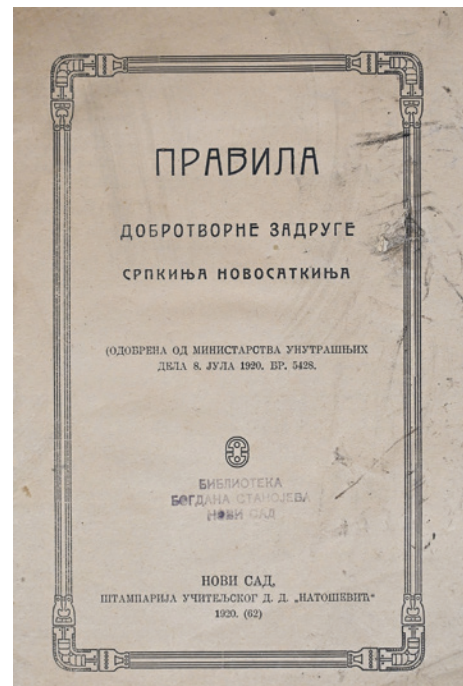 ПРАВИЛА
ДОБРОТВОРНЕ ЗАДРУГЕ
СРПКИЊА НОВОСАТКИЊА
(ОДОБРЕНА ОД МИНИСТАРСТВА УНУТРАШЊИХ
ДЕЛА 8. ЈУЛА 1920. БР. 5428.
БИБЛИОТЕКА
БОГДАНА СТАНОЈЕВА
НОВИ САД
НОВИ САД,
ШТАМПАРИЈА УЧИТЕЉСКОГ Д. Д. „НАТОШЕВИЋ“
1920. (62)